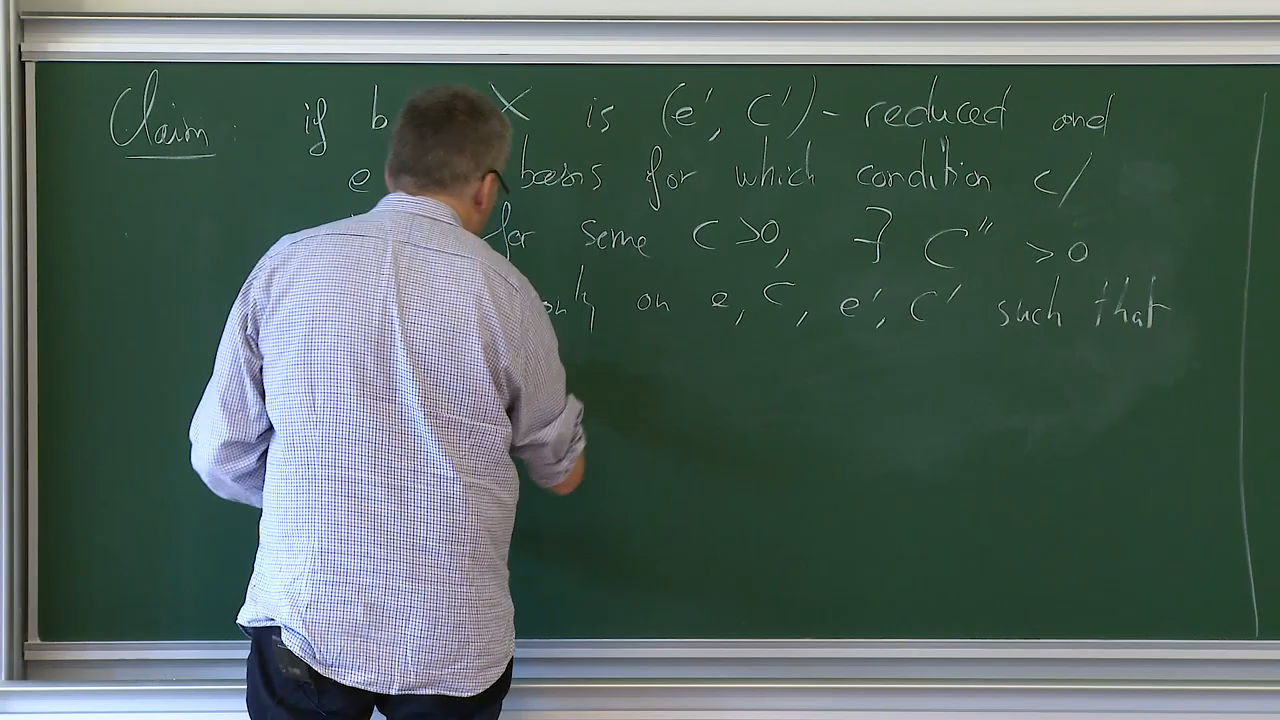 Claim : if b X is (e', C') - reduced and
e basis for which condition c/
for some C > 0, ∃ C'' > 0
only on e, C, e', C' such that